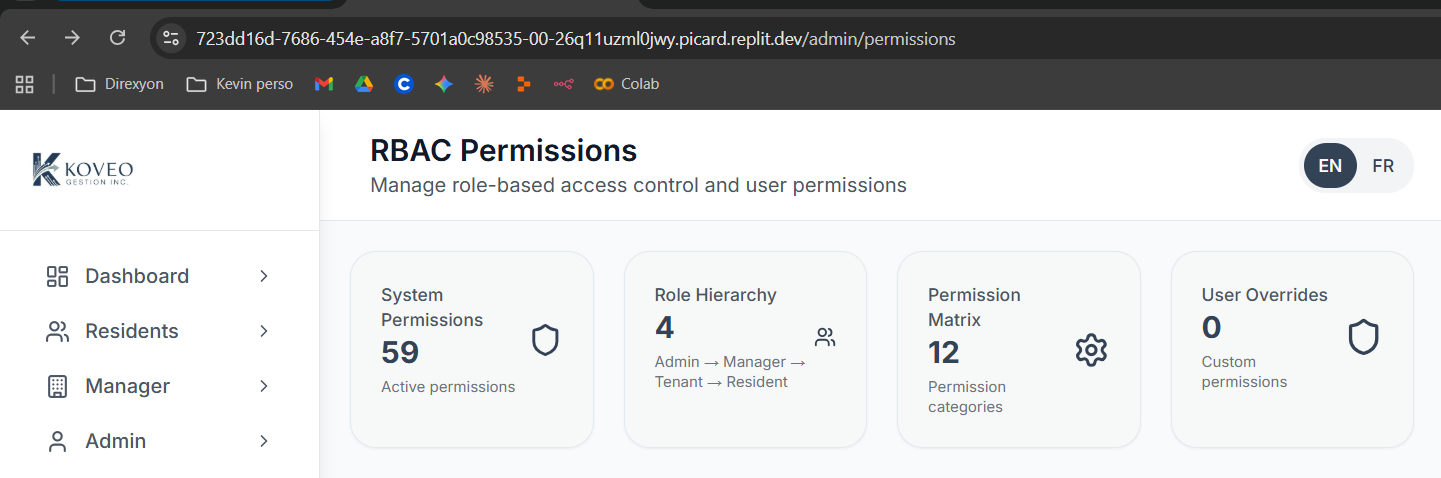 723dd16d-7686-454e-a8f7-5701a0c98535-00-26q11uzml0jwy.picard.replit.dev/admin/permissions
Direxyon
Kevin perso
Colab
KOVEO
GESTION INC.
RBAC Permissions
Manage role-based access control and user permissions
EN FR
Dashboard
Residents
Manager
Admin
System
Permissions
59
Active permissions
Role Hierarchy
4
Admin → Manager →
Tenant → Resident
Permission
Matrix
12
Permission
categories
User Overrides
0
Custom
permissions